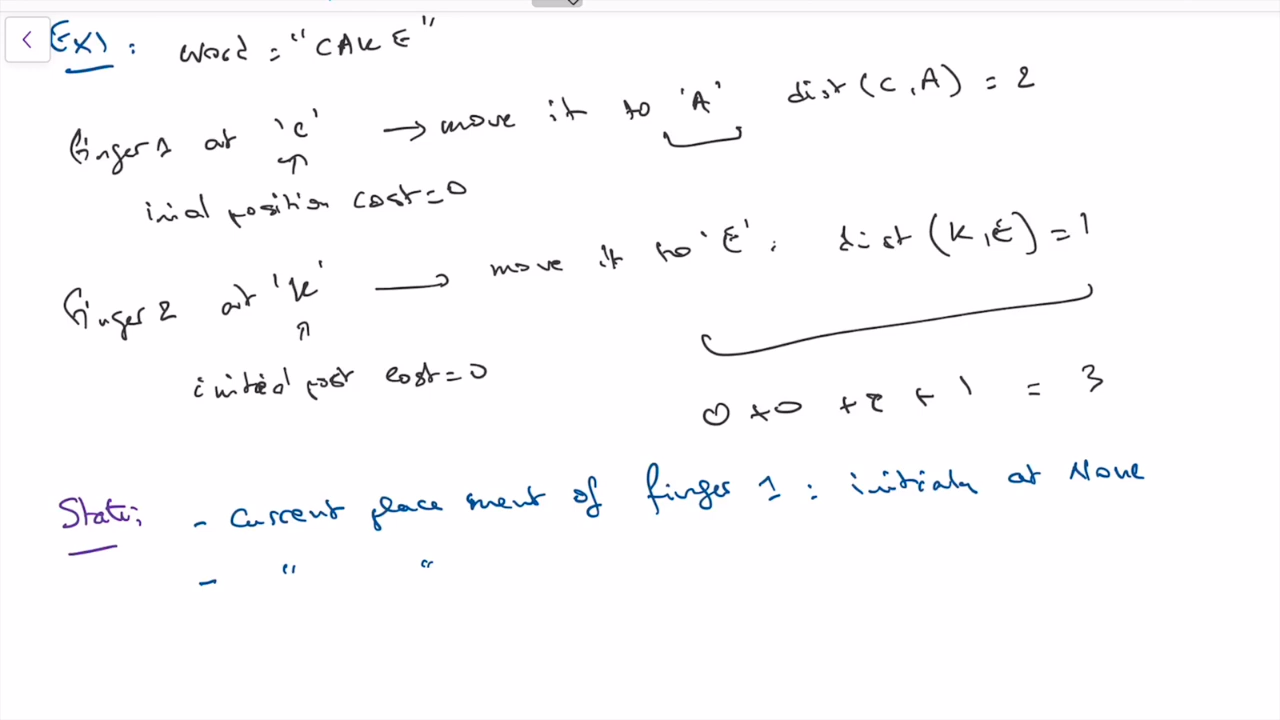 Ex1: word = "CAKE"
finger 1 at 'C' → move it to 'A' dist(C,A) = 2
inial position cost=0
finger 2 at 'K' → move it to 'E'. dist(K,E) = 1
initial post cost=0
0 + 0 + 2 + 1 = 3
State: - current placement of finger 1 : initialy at None
- " "